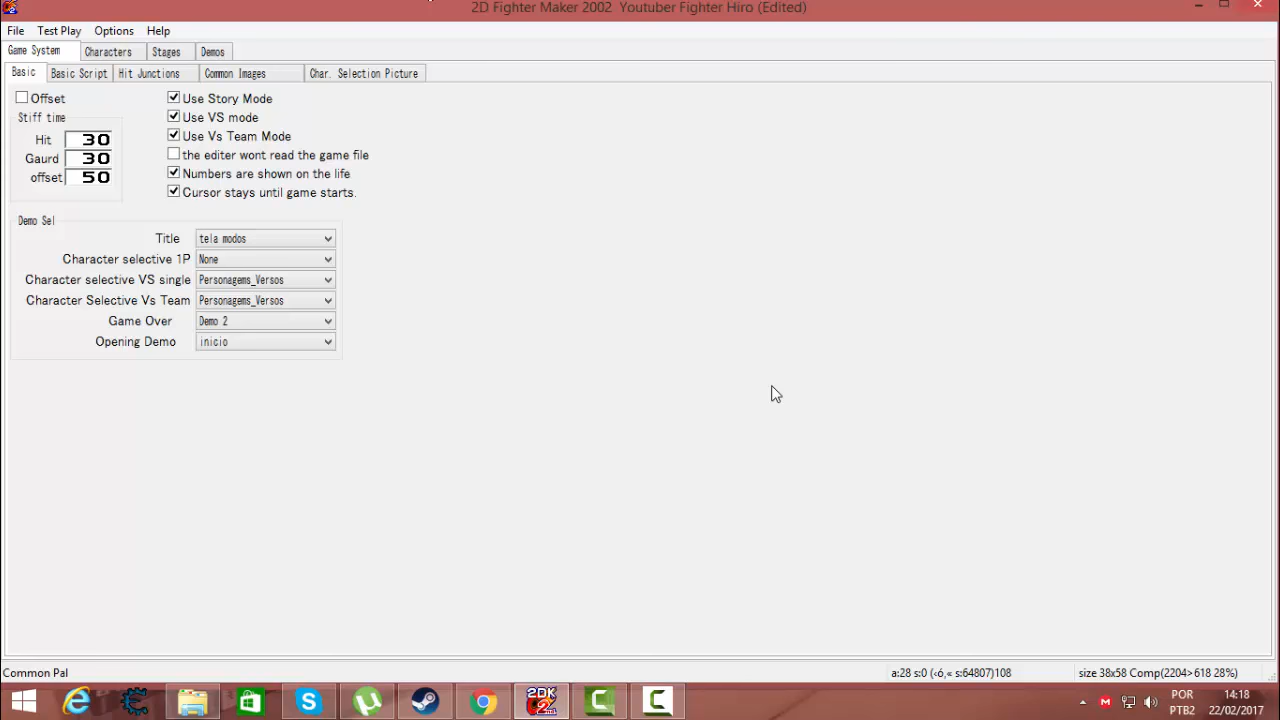 2D Fighter Maker 2002 Youtuber Fighter Hiro (Edited)
File Test Play Options Help
Game System Characters Stages Demos
Basic Basic Script Hit Junctions Common Images Char. Selection Picture
Offset
Stiff time
Hit 30
Gaurd 30
offset 50
Use Story Mode
Use VS mode
Use Vs Team Mode
the editer wont read the game file
Numbers are shown on the life
Cursor stays until game starts.
Demo Sel
Title tela modos
Character selective 1P None
Character selective VS single Personagems_Versos
Character Selective Vs Team Personagems_Versos
Game Over Demo 2
Opening Demo inicio
Common Pal a:28 s:0 (‹ó,« s:64807)108 size 38x58 Comp(2204>618 28%)
2DK
2nd
M
POR 14:18
PTB2 22/02/2017